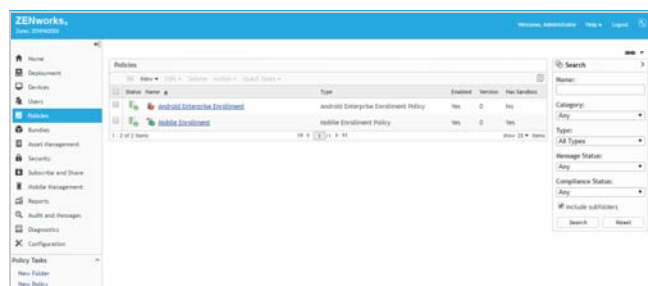 ZENworks.
Welcome, Administrator Help Logout
Home
Deployment
Devices
Users
Policies
Bundles
Asset Management
Security
Subscribe and Share
Mobile Management
Reports
Audit and Messages
Diagnostics
Configuration
Policy Tasks
New Folder
New Policy
Policies
New Edit Delete Action Quick Tasks
Status Name Type Enabled Version Has Sandbox
Android Enterprise Enrollment Android Enterprise Enrollment Policy Yes 0 No
Mobile Enrollment Mobile Enrollment Policy Yes 0 Yes
1 - 2 of 2 items 1 / 1 show 25 items
Search
Name:
Category:
Any
Type:
All Types
Message Status:
Any
Compliance Status:
Any
Include subfolders
Search Reset